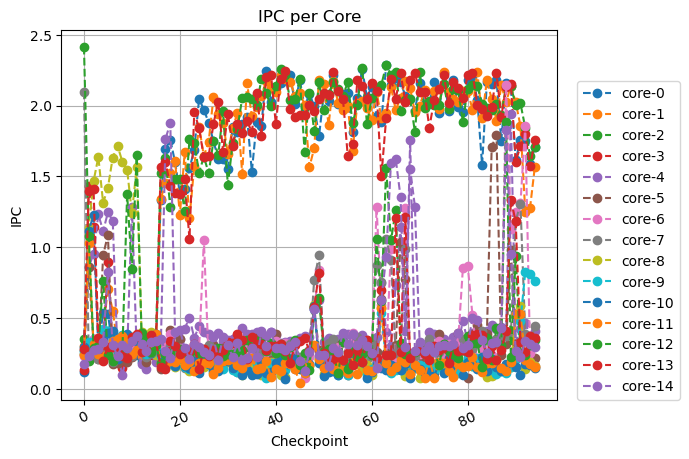 IPC per Core
IPC
2.5
2.0
1.5
1.0
0.5
0.0
0
20
40
60
80
Checkpoint
core-0
core-1
core-2
core-3
core-4
core-5
core-6
core-7
core-8
core-9
core-10
core-11
core-12
core-13
core-14